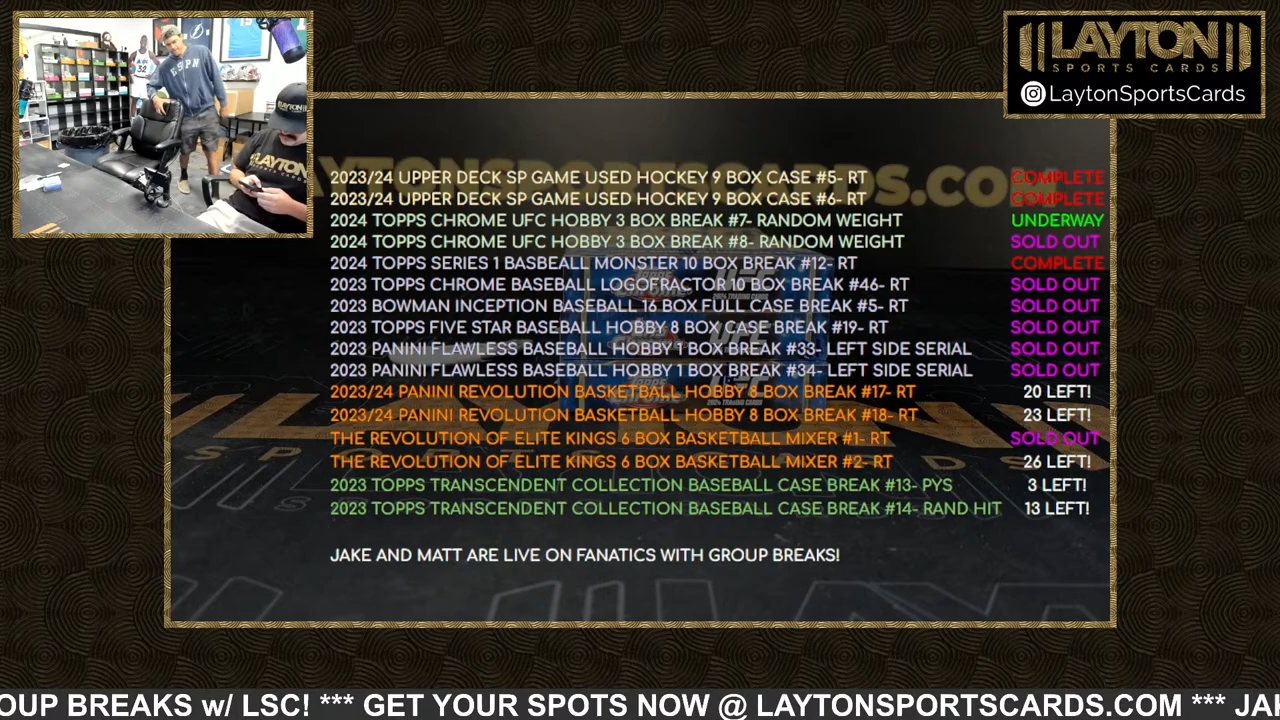 LAYTON
SPORTS CARDS
LaytonSportsCards
ESPN
32
LAYTON
LAYTON
LAYTONSPORTSCARDS.CO
2023/24 UPPER DECK SP GAME USED HOCKEY 9 BOX CASE #5- RT COMPLETE
2023/24 UPPER DECK SP GAME USED HOCKEY 9 BOX CASE #6- RT COMPLETE
2024 TOPPS CHROME UFC HOBBY 3 BOX BREAK #7- RANDOM WEIGHT UNDERWAY
2024 TOPPS CHROME UFC HOBBY 3 BOX BREAK #8- RANDOM WEIGHT SOLD OUT
2024 TOPPS SERIES 1 BASBEALL MONSTER 10 BOX BREAK #12- RT COMPLETE
2023 TOPPS CHROME BASEBALL LOGOFRACTOR 10 BOX BREAK #46- RT SOLD OUT
2023 BOWMAN INCEPTION BASEBALL 16 BOX FULL CASE BREAK #5- RT SOLD OUT
2023 TOPPS FIVE STAR BASEBALL HOBBY 8 BOX CASE BREAK #19- RT SOLD OUT
2023 PANINI FLAWLESS BASEBALL HOBBY 1 BOX BREAK #33- LEFT SIDE SERIAL SOLD OUT
2023 PANINI FLAWLESS BASEBALL HOBBY 1 BOX BREAK #34- LEFT SIDE SERIAL SOLD OUT
2023/24 PANINI REVOLUTION BASKETBALL HOBBY 8 BOX BREAK #17- RT 20 LEFT!
2023/24 PANINI REVOLUTION BASKETBALL HOBBY 8 BOX BREAK #18- RT 23 LEFT!
THE REVOLUTION OF ELITE KINGS 6 BOX BASKETBALL MIXER #1- RT SOLD OUT
THE REVOLUTION OF ELITE KINGS 6 BOX BASKETBALL MIXER #2- RT 26 LEFT!
2023 TOPPS TRANSCENDENT COLLECTION BASEBALL CASE BREAK #13- PYS 3 LEFT!
2023 TOPPS TRANSCENDENT COLLECTION BASEBALL CASE BREAK #14- RAND HIT 13 LEFT!
JAKE AND MATT ARE LIVE ON FANATICS WITH GROUP BREAKS!
OUP BREAKS w/ LSC! *** GET YOUR SPOTS NOW @ LAYTONSPORTSCARDS.COM *** JA